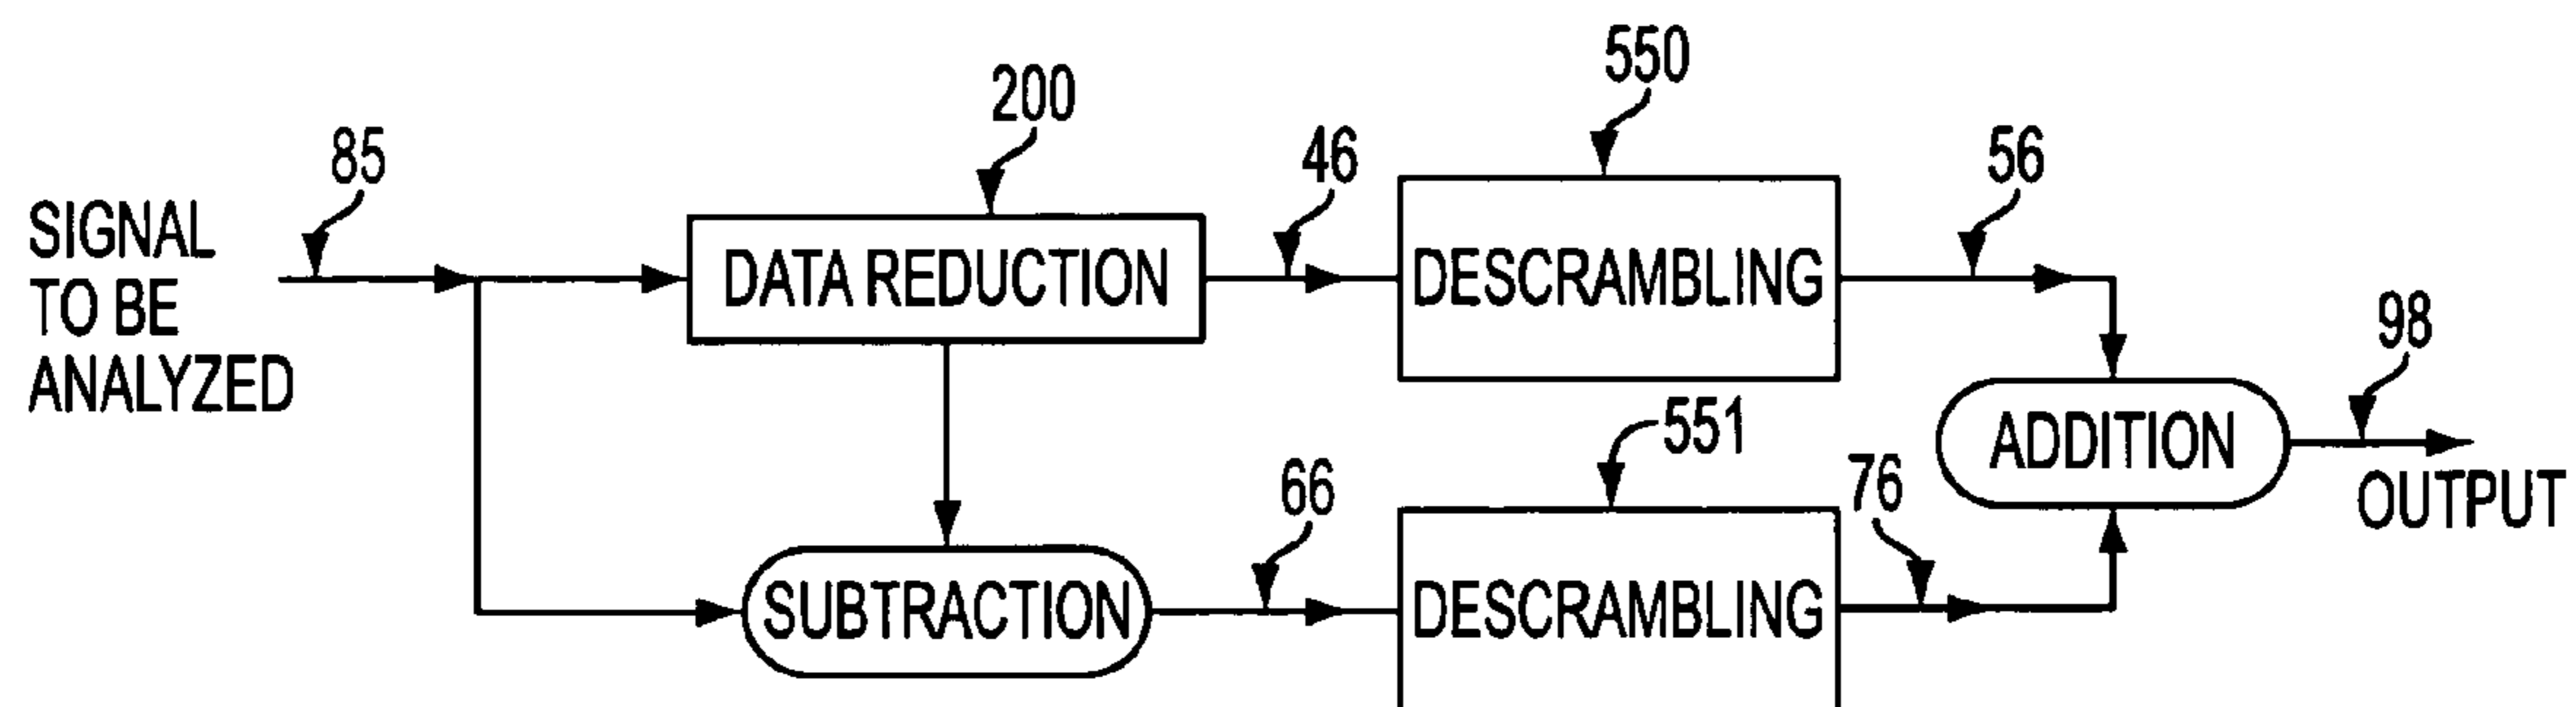 550
200
85
46
56
SIGNAL
TO BE
ANALYZED
DATA REDUCTION
DESCRAMBLING
98
551
ADDITION
66
76
OUTPUT
SUBTRACTION
DESCRAMBLING